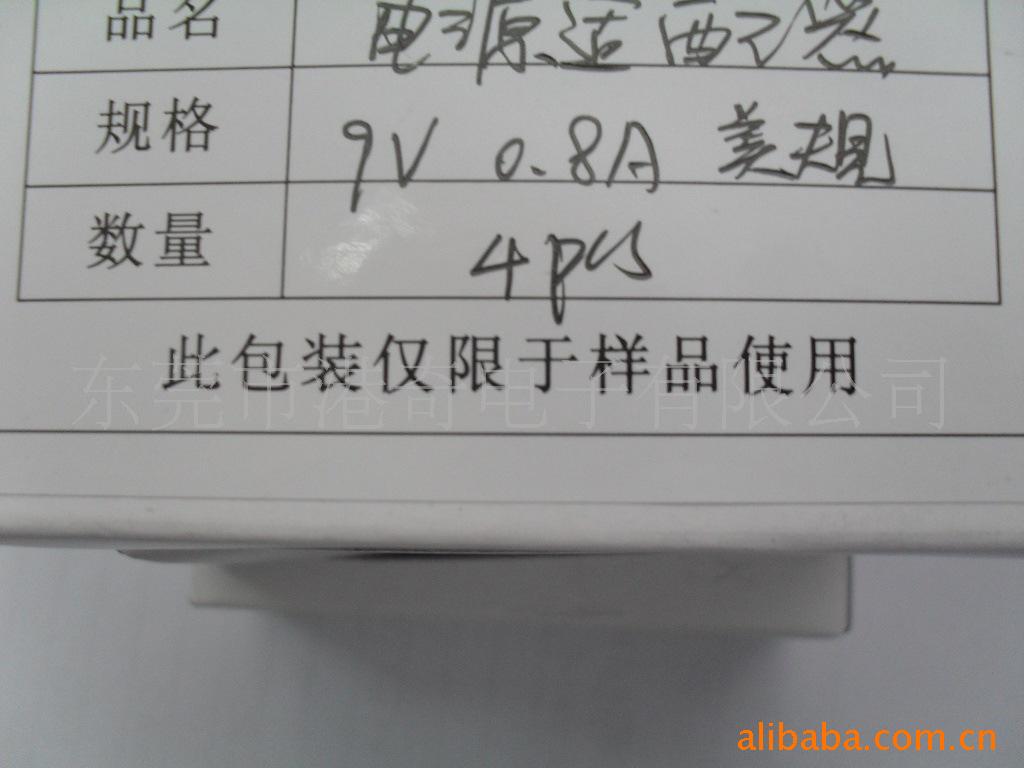 品名 电源适配器
规格 9V 0.8A 美规
数量 4pcs
此包装仅限于样品使用
东莞市港奇电子有限公司
alibaba.com.cn